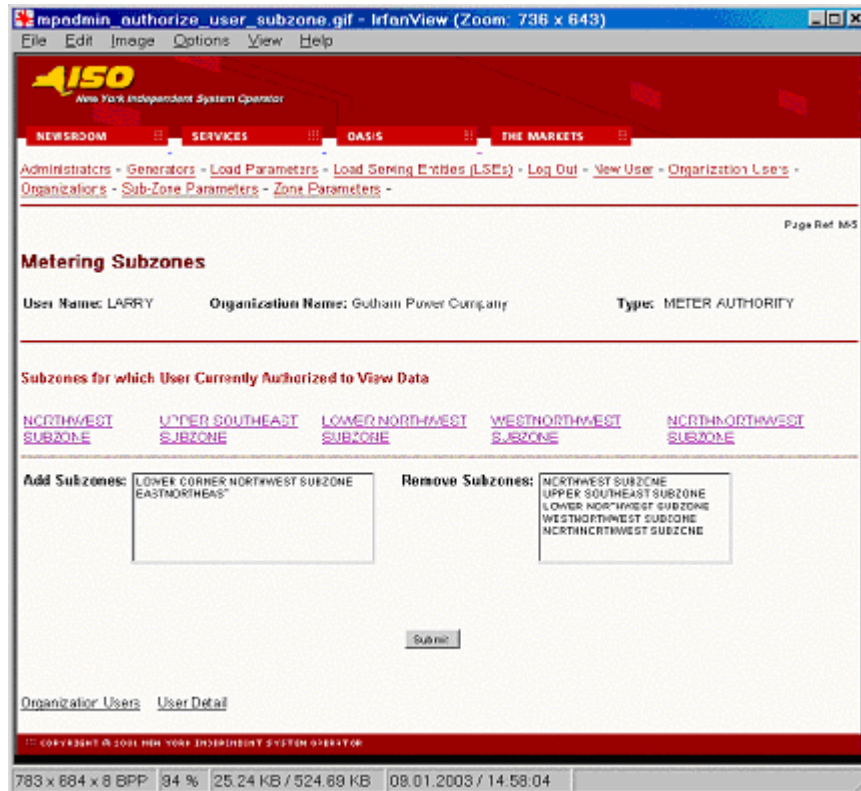 mpadmin_authorize_user_subzone.gif - IrfanView (Zoom: 736 x 643)
File Edit Image Options View Help
ISO
New York Independent System Operator
NEWSROOM SERVICES OASIS THE MARKETS
Administrators - Generators - Load Parameters - Load Serving Entities (LSEs) - Log Out - New User - Organization Users -
Organizations - Sub-Zone Parameters - Zone Parameters -
Page Ref: M-5
Metering Subzones
User Name: LARRY Organization Name: Gotham Power Company Type: METER AUTHORITY
Subzones for which User Currently Authorized to View Data
NORTHWEST UPPER SOUTHEAST LOWER NORTHWEST WESTNORTHWEST NORTHNORTHWEST
SUBZONE SUBZONE SUBZONE SUBZONE SUBZONE
Add Subzones: LOWER CORNER NORTHWEST SUBZONE Remove Subzones: NORTHWEST SUBZONE
EASTNORTHEAST UPPER SOUTHEAST SUBZONE
LOWER NORTHWEST SUBZONE
WESTNORTHWEST SUBZONE
NORTHNORTHWEST SUBZONE
Submit
Organization Users User Detail
COPYRIGHT © 2001 NEW YORK INDEPENDENT SYSTEM OPERATOR
783 x 684 x 8 BPP 94 % 25.24 KB / 524.69 KB 09.01.2003 / 14:58:04